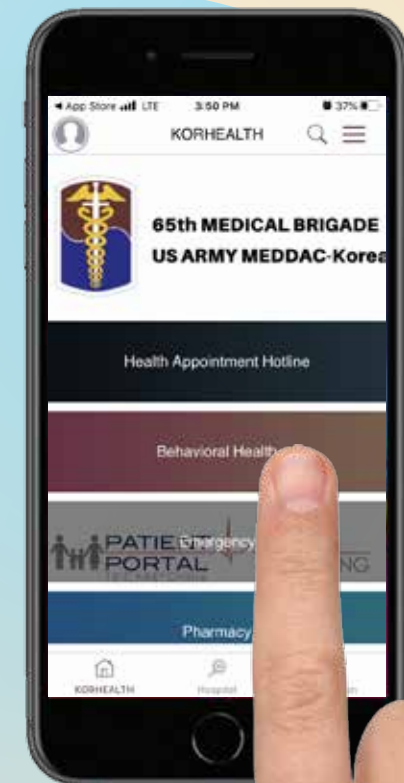 ◄ App Store LTE 3:50 PM 37%
KORHEALTH
65th MEDICAL BRIGADE
US ARMY MEDDAC-Korea
Health Appointment Hotline
Behavioral Health
Emergency
PATIENT
PORTAL
Pharmacy
KORHEALTH Hospital